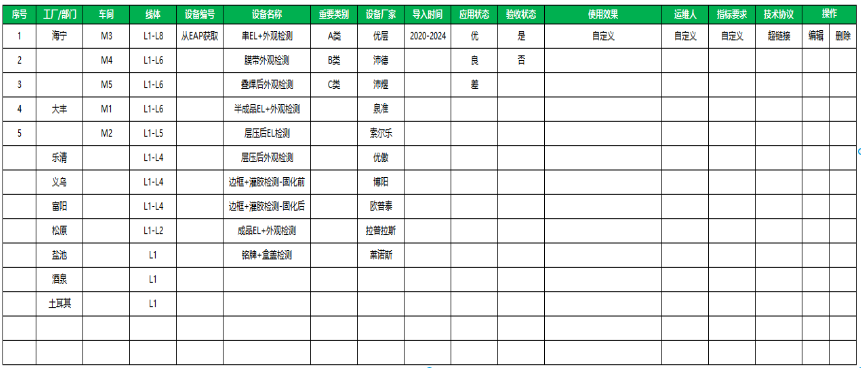 序号 工厂/部门 车间 线体 设备编号 设备名称 重要类别 设备厂家 导入时间 应用状态 验收状态 使用效果 运维人 指标要求 技术协议 操作
1 海宁 M3 L1-L8 从EAP获取 串EL+外观检测 A类 优层 2020-2024 优 是 自定义 自定义 自定义 超链接 编辑 删除
2 M4 L1-L6 膜带外观检测 B类 沛德 良 否
3 M5 L1-L6 叠焊后外观检测 C类 沛煜 差
4 大丰 M1 L1-L6 半成品EL+外观检测 泉准
5 M2 L1-L5 层压后EL检测 索尔乐
乐清 L1-L4 层压后外观检测 优傲
义乌 L1-L4 边框+灌胶检测-固化前 博阳
富阳 L1-L4 边框+灌胶检测-固化后 欧普泰
松原 L1-L2 成品EL+外观检测 拉普拉斯
盐池 L1 铭牌+盒盖检测 莱诺斯
酒泉 L1
土耳其 L1